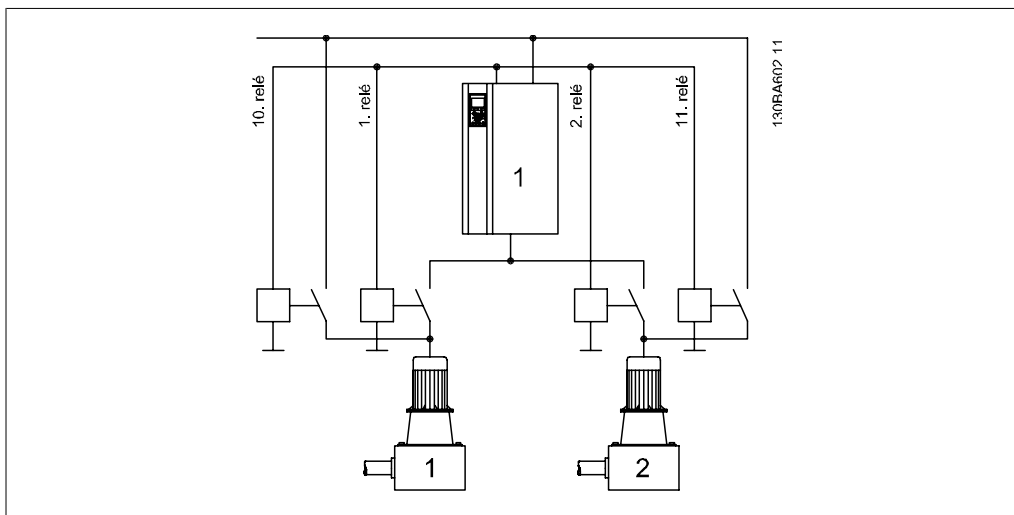 10. relé
1. relé
2. relé
11. relé
130BA602.11
1
1
2